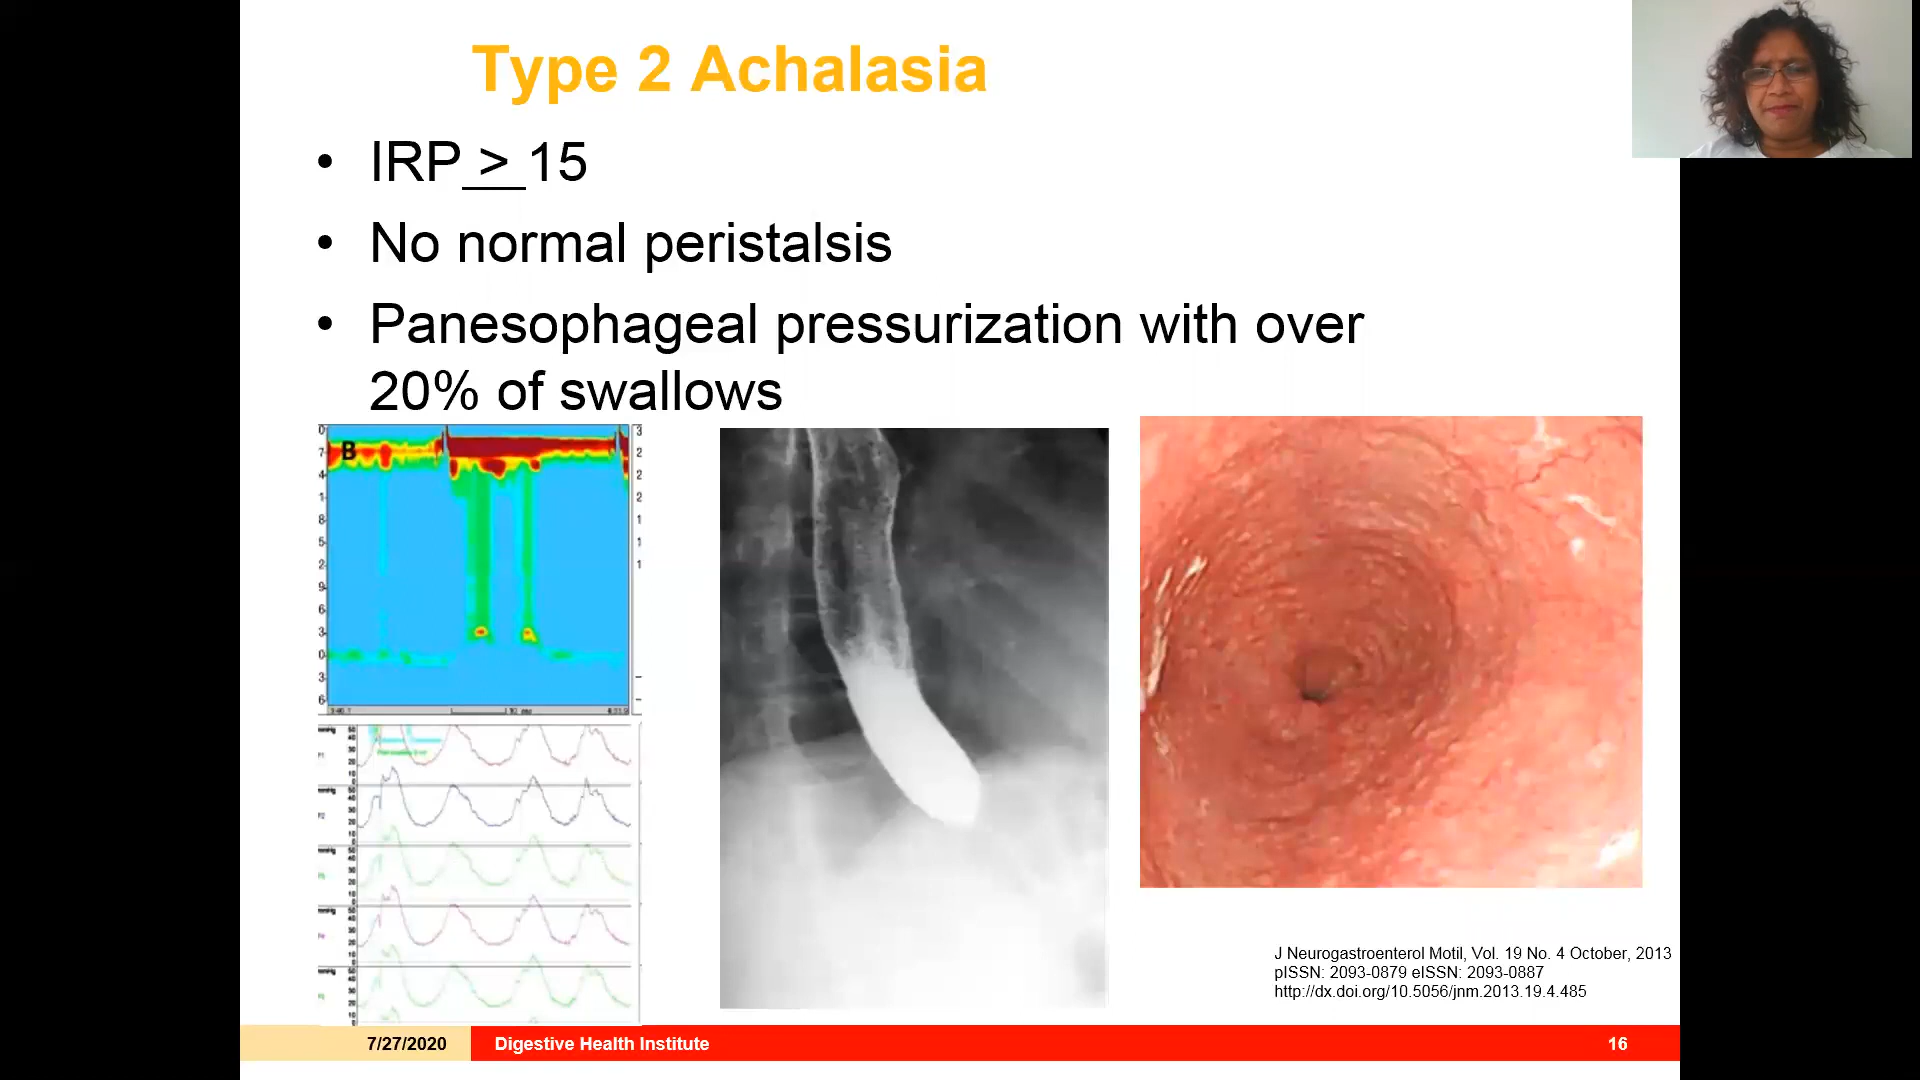 Type 2 Achalasia
• IRP > 15
• No normal peristalsis
• Panesophageal pressurization with over
20% of swallows
B
J Neurogastroenterol Motil, Vol. 19 No. 4 October, 2013
pISSN: 2093-0879 eISSN: 2093-0887
http://dx.doi.org/10.5056/jnm.2013.19.4.485
7/27/2020
Digestive Health Institute
16